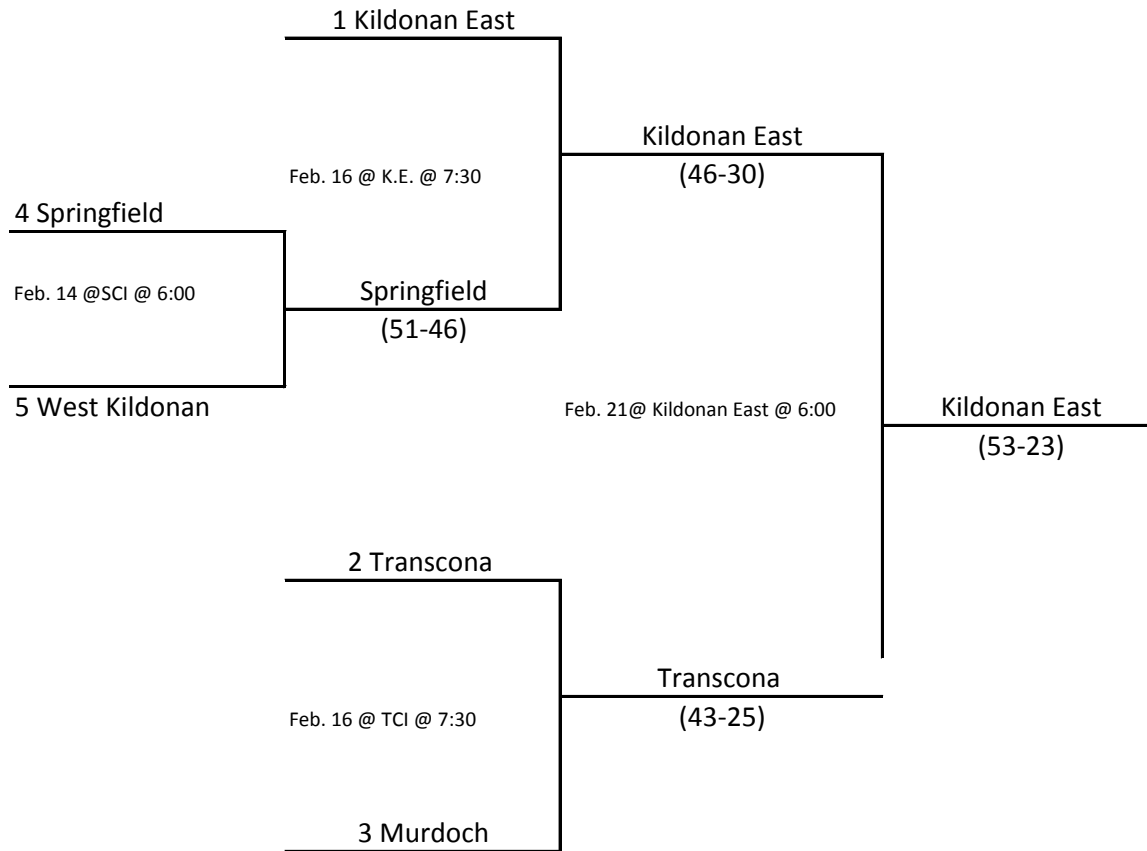 1 Kildonan East
Kildonan East
(46-30)
Feb. 16 @ K.E. @ 7:30
4 Springfield
Feb. 14 @SCI @ 6:00
Springfield
(51-46)
5 West Kildonan
Feb. 21@ Kildonan East @ 6:00
Kildonan East
(53-23)
2 Transcona
Transcona
(43-25)
Feb. 16 @ TCI @ 7:30
3 Murdoch